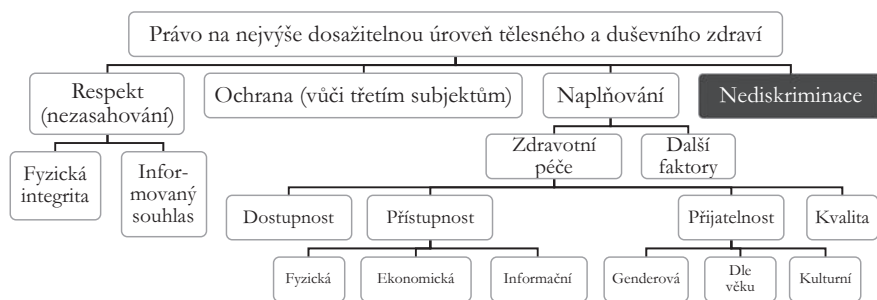 Právo na nejvýše dosažitelnou úroveň tělesného a duševního zdraví
Respekt
(nezasahování)
Ochrana (vůči třetím subjektům)
Naplňování
Nediskriminace
Fyzická
integrita
Infor-
movaný
souhlas
Zdravotní
péče
Další
faktory
Dostupnost
Přístupnost
Přijatelnost
Kvalita
Fyzická
Ekonomická
Informační
Genderová
Dle
věku
Kulturní